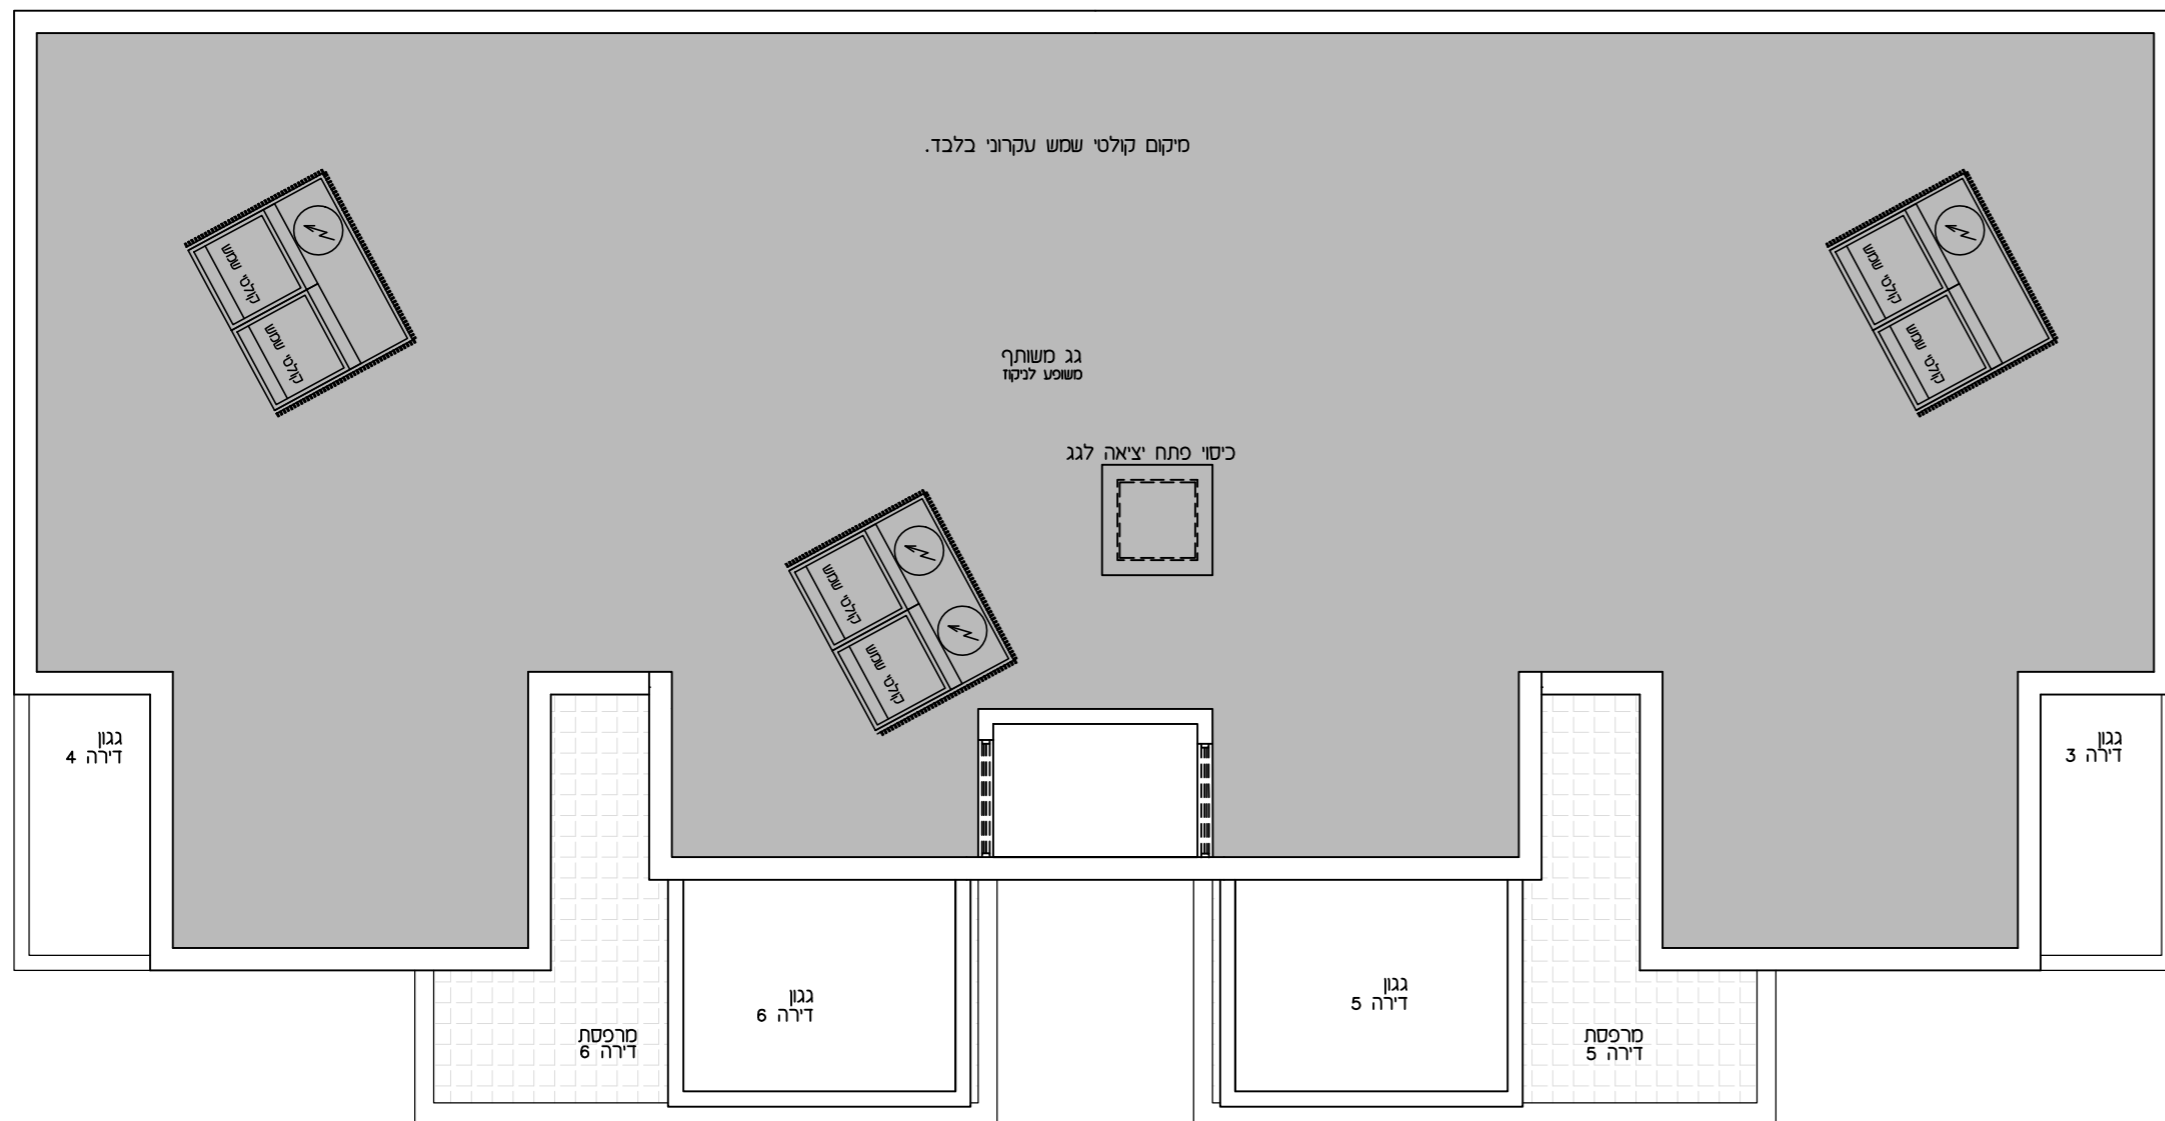 מיקום קולטי שמש עקרוני בלבד.
קולטי שמש
קולטי שמש
קולטי שמש
קולטי שמש
גג משותף
משופע לניקוז
כיסוי פתח יציאה לגג
קולטי שמש
קולטי שמש
גגון
דירה 4
גגון
דירה 3
גגון
דירה 6
גגון
דירה 5
מרפסת
דירה 6
מרפסת
דירה 5